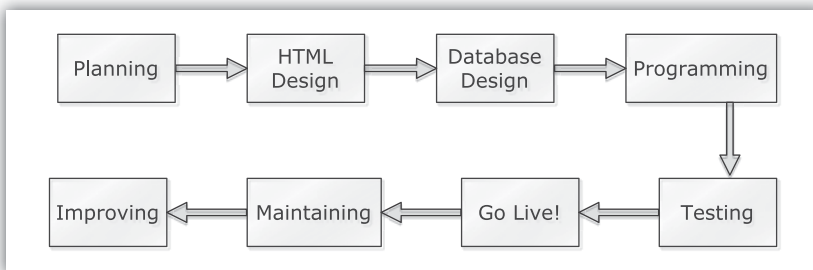 Planning
HTML
Design
Database
Design
Programming
Testing
Go Live!
Maintaining
Improving